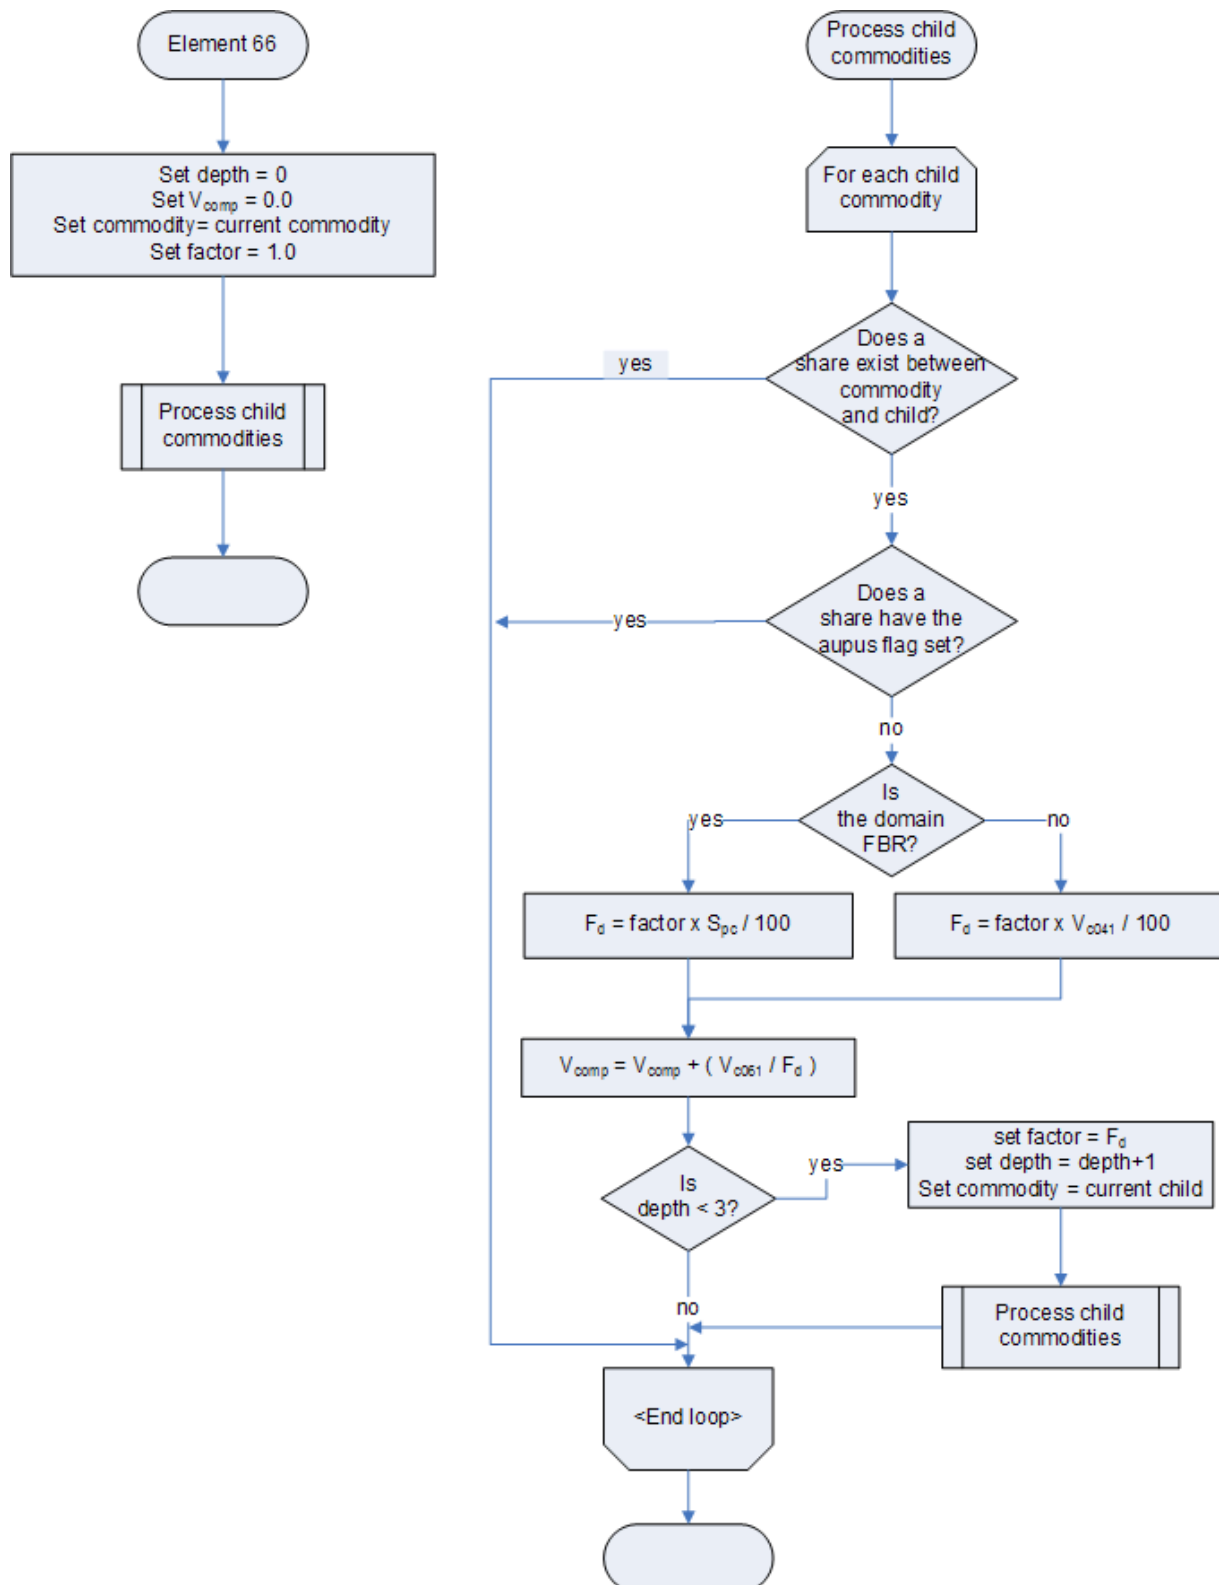 Element 66
Set depth = 0
Set Vcomp = 0.0
Set commodity= current commodity
Set factor = 1.0
Process child
commodities
Process child
commodities
For each child
commodity
Does a
share exist between
commodity
and child?
yes
yes
Does a
share have the
aupus flag set?
yes
no
Is
the domain
FBR?
yes
no
Fd = factor x Spc / 100
Fd = factor x Vc041 / 100
Vcomp = Vcomp + ( Vc061 / Fd )
Is
depth < 3?
yes
set factor = Fd
set depth = depth+1
Set commodity = current child
no
Process child
commodities
<End loop>